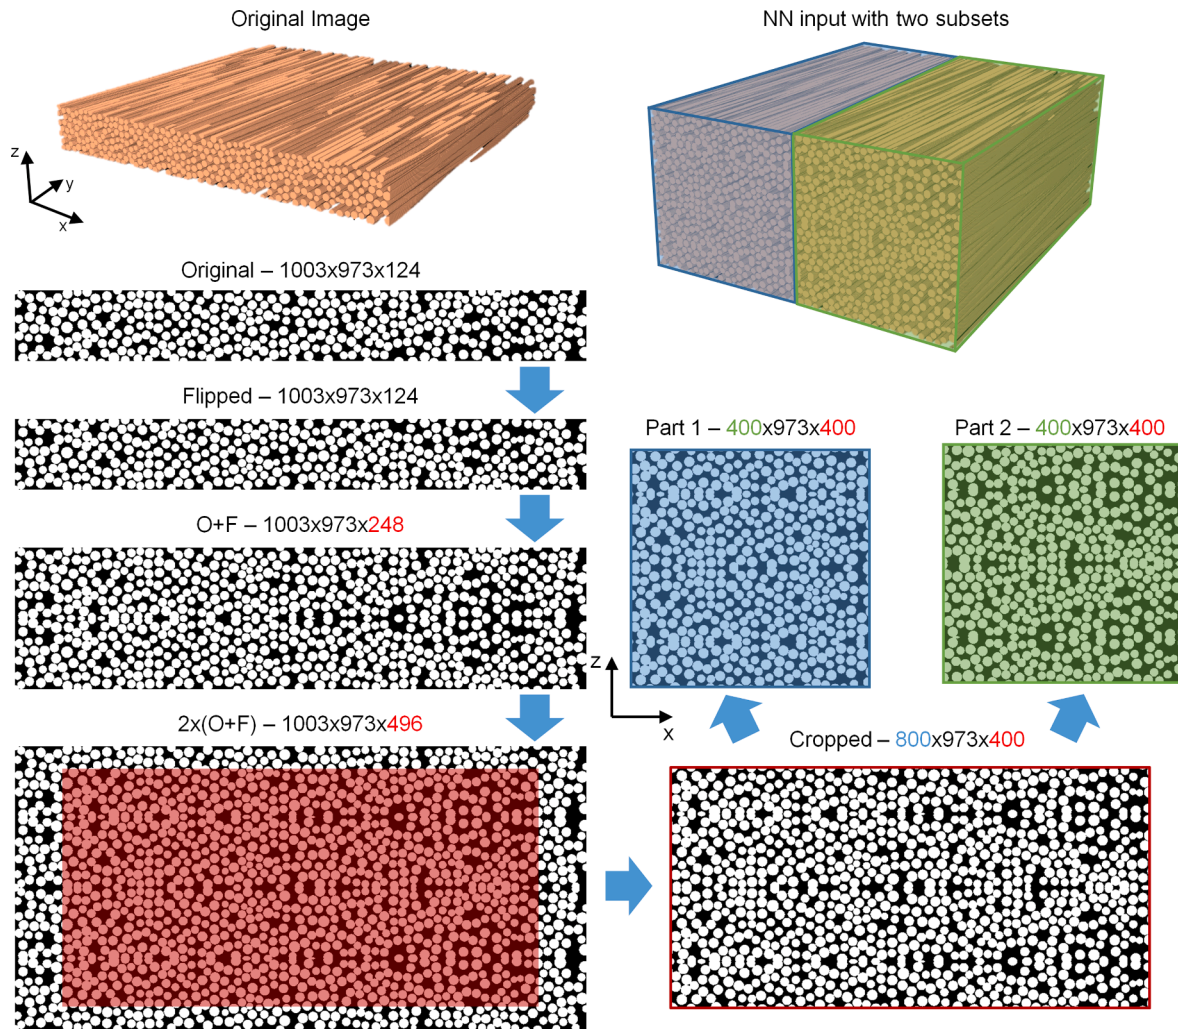 Original Image
NN input with two subsets
z
y
x
Original – 1003x973x124
Flipped – 1003x973x124
Part 1 – 400x973x400
Part 2 – 400x973x400
O+F – 1003x973x248
z
x
2x(O+F) – 1003x973x496
Cropped – 800x973x400